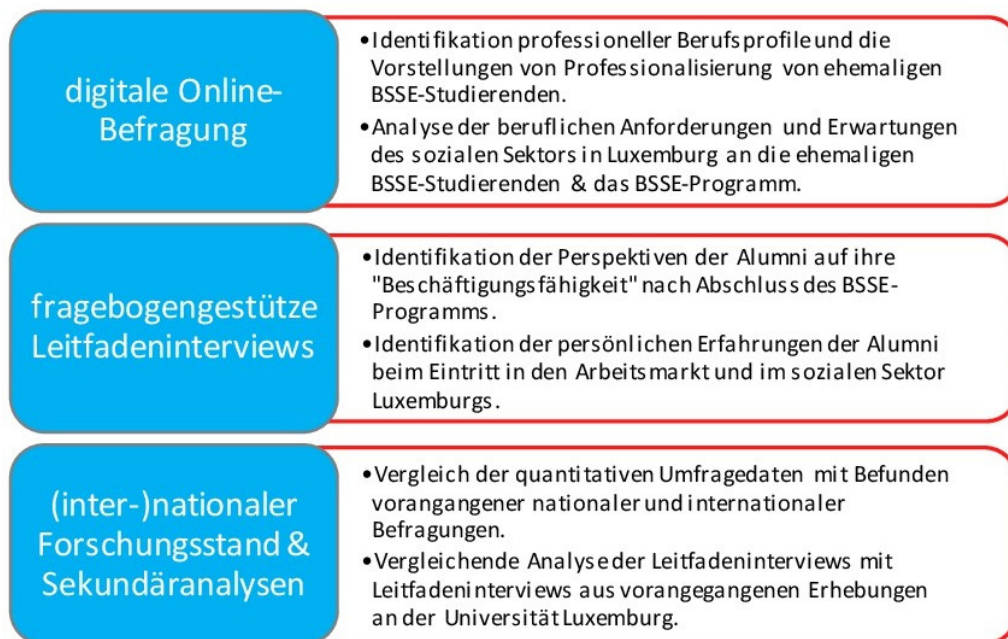 digitale Online-
Befragung
•Identifikation professioneller Berufsprofile und die
Vorstellungen von Professionalisierung von ehemaligen
BSSE-Studierenden.
•Analyse der beruflichen Anforderungen und Erwartungen
des sozialen Sektors in Luxemburg an die ehemaligen
BSSE-Studierenden & das BSSE-Programm.
fragebogengestütze
Leitfadeninterviews
•Identifikation der Perspektiven der Alumni auf ihre
"Beschäftigungsfähigkeit" nach Abschluss des BSSE-
Programms.
•Identifikation der persönlichen Erfahrungen der Alumni
beim Eintritt in den Arbeitsmarkt und im sozialen Sektor
Luxemburgs.
(inter-)nationaler
Forschungsstand &
Sekundäranalysen
•Vergleich der quantitativen Umfragedaten mit Befunden
vorangangener nationaler und internationaler
Befragungen.
•Vergleichende Analyse der Leitfadeninterviews mit
Leitfadeninterviews aus vorangegangenen Erhebungen
an der Universität Luxemburg.